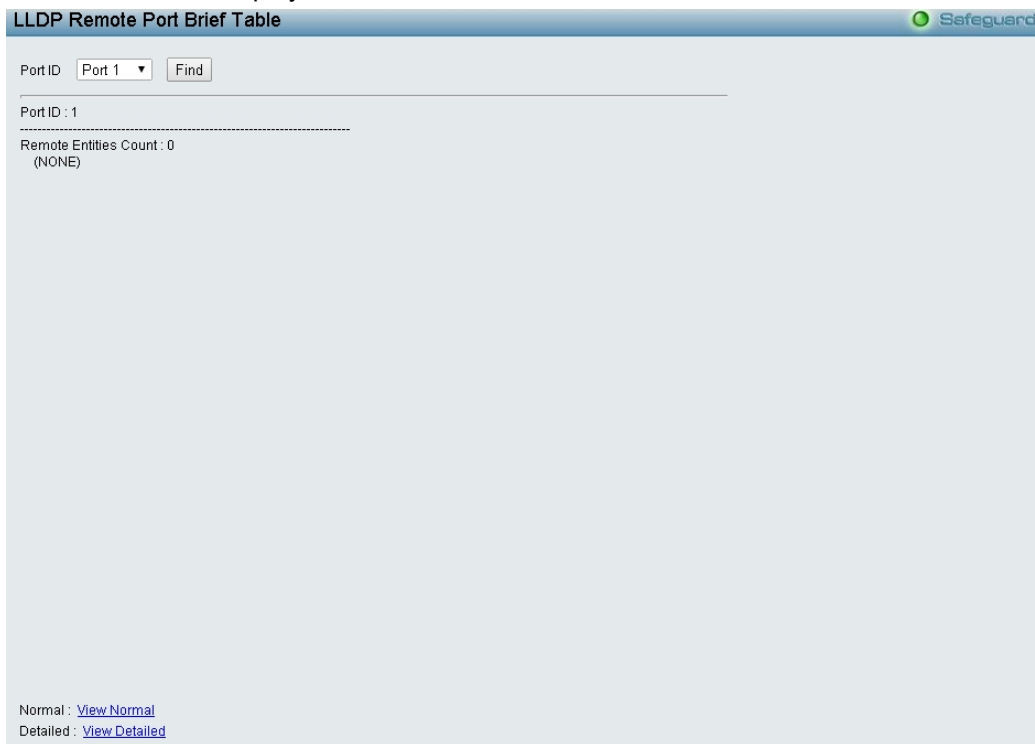 LLDP Remote Port Brief Table
Safeguard
Port ID Port 1 Find
Port ID : 1
--------------------------------------------------------------------------
Remote Entities Count : 0
(NONE)
Normal : View Normal
Detailed : View Detailed